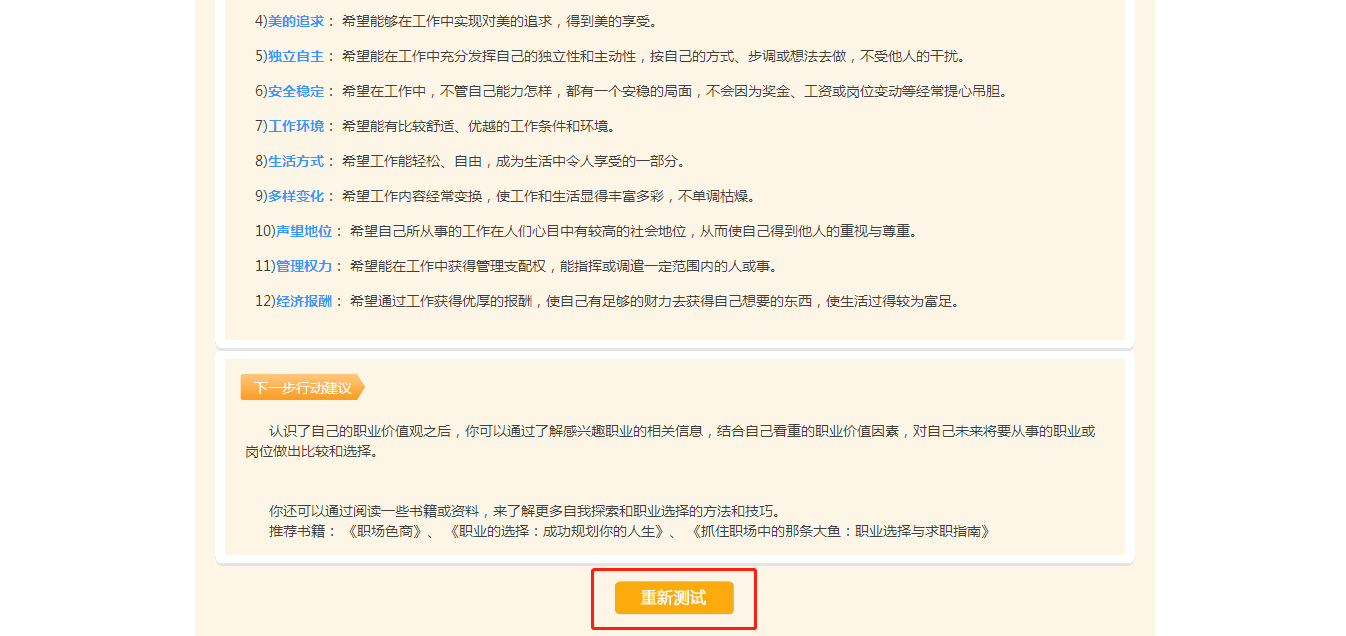 4)美的追求： 希望能够在工作中实现对美的追求，得到美的享受。
5)独立自主： 希望能在工作中充分发挥自己的独立性和主动性，按自己的方式、步调或想法去做，不受他人的干扰。
6)安全稳定： 希望在工作中，不管自己能力怎样，都有一个安稳的局面，不会因为奖金、工资或岗位变动等经常提心吊胆。
7)工作环境： 希望能有比较舒适、优越的工作条件和环境。
8)生活方式： 希望工作能轻松、自由，成为生活中令人享受的一部分。
9)多样变化： 希望工作内容经常变换，使工作和生活显得丰富多彩，不单调枯燥。
10)声望地位： 希望自己所从事的工作在人们心目中有较高的社会地位，从而使自己得到他人的重视与尊重。
11)管理权力： 希望能在工作中获得管理支配权，能指挥或调遣一定范围内的人或事。
12)经济报酬： 希望通过工作获得优厚的报酬，使自己有足够的财力去获得自己想要的东西，使生活过得较为富足。
下一步行动建议
认识了自己的职业价值观之后，你可以通过了解感兴趣职业的相关信息，结合自己看重的职业价值因素，对自己未来将要从事的职业或
岗位做出比较和选择。
你还可以通过阅读一些书籍或资料，来了解更多自我探索和职业选择的方法和技巧。
推荐书籍：《职场色商》、《职业的选择：成功规划你的人生》、《抓住职场中的那条大鱼：职业选择与求职指南》
重新测试